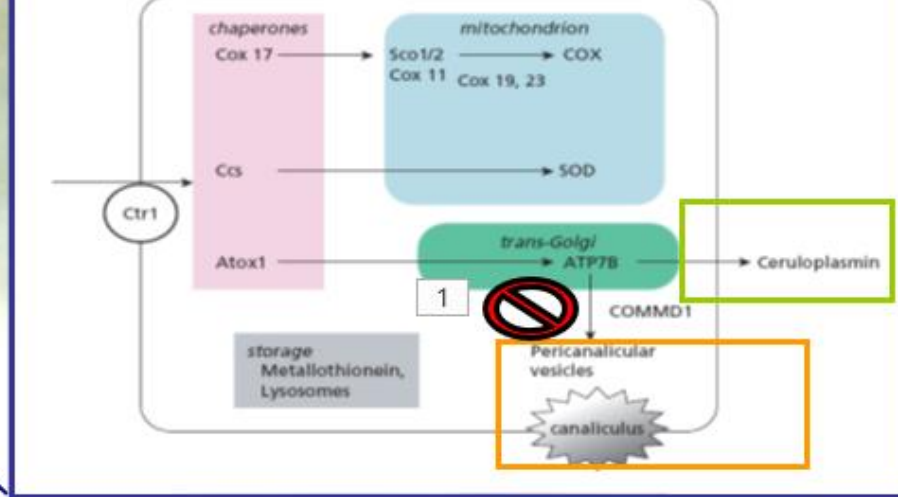 chaperones
mitochondrion
Cox 17
Sco1/2
COX
Cox 11
Cox 19, 23
Ccs
SOD
Ctr1
trans-Golgi
Atox1
ATP7B
Ceruloplasmin
1
COMMD1
storage
Metallothionein,
Lysosomes
Pericanalicular
vesicles
canaliculus